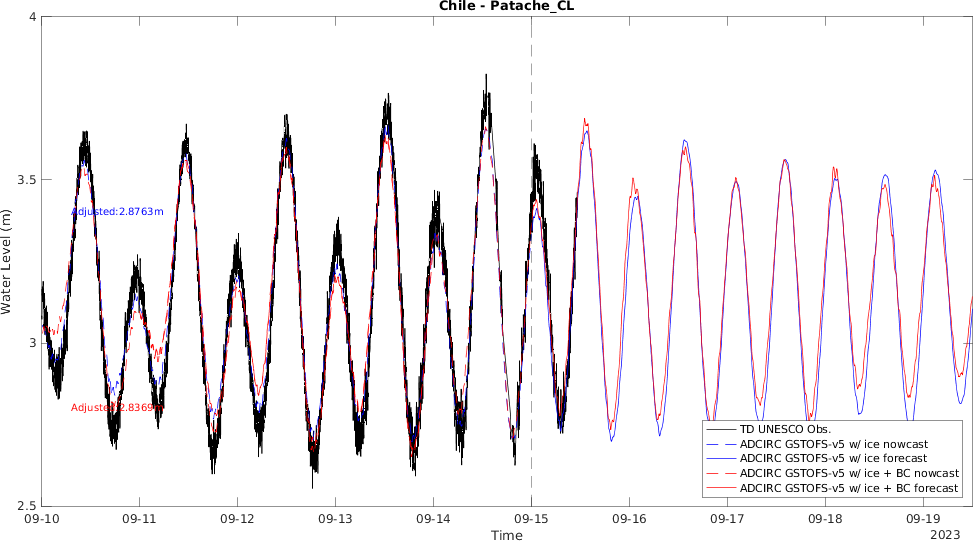 Chile - Patache_CL
4
3.5
3
2.5
Water Level (m)
Adjusted:2.8763m
Adjusted:2.8369m
TD UNESCO Obs.
ADCIRC GSTOFS-v5 w/ ice nowcast
ADCIRC GSTOFS-v5 w/ ice forecast
ADCIRC GSTOFS-v5 w/ ice + BC nowcast
ADCIRC GSTOFS-v5 w/ ice + BC forecast
09-10 09-11 09-12 09-13 09-14 09-15 09-16 09-17 09-18 09-19
Time
2023